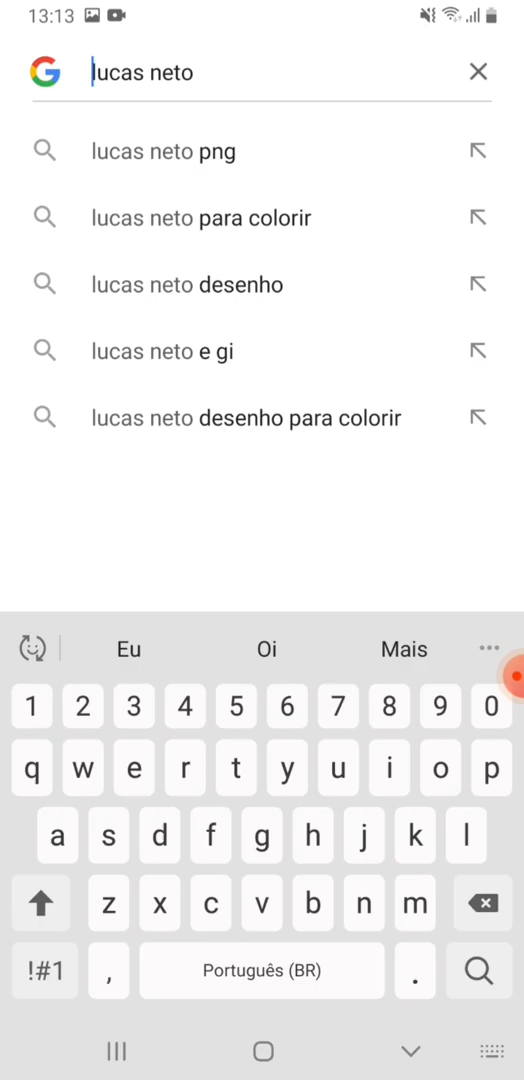 13:13
lucas neto
lucas neto png
lucas neto para colorir
lucas neto desenho
lucas neto e gi
lucas neto desenho para colorir
Eu Oi Mais
1 2 3 4 5 6 7 8 9 0
q w e r t y u i o p
a s d f g h j k l
z x c v b n m
!#1 , Português (BR) .